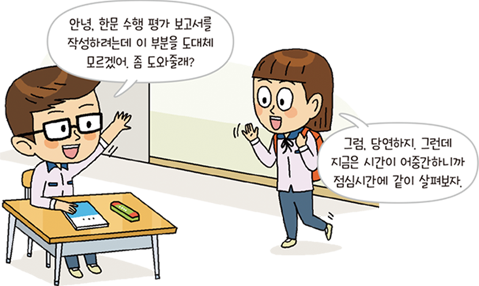 안녕, 한문 수행 평가 보고서를
작성하려는데 이 부분을 도대체
모르겠어. 좀 도와줄래?
그럼, 당연하지. 그런데
지금은 시간이 어중간하니까
점심시간에 같이 살펴보자.